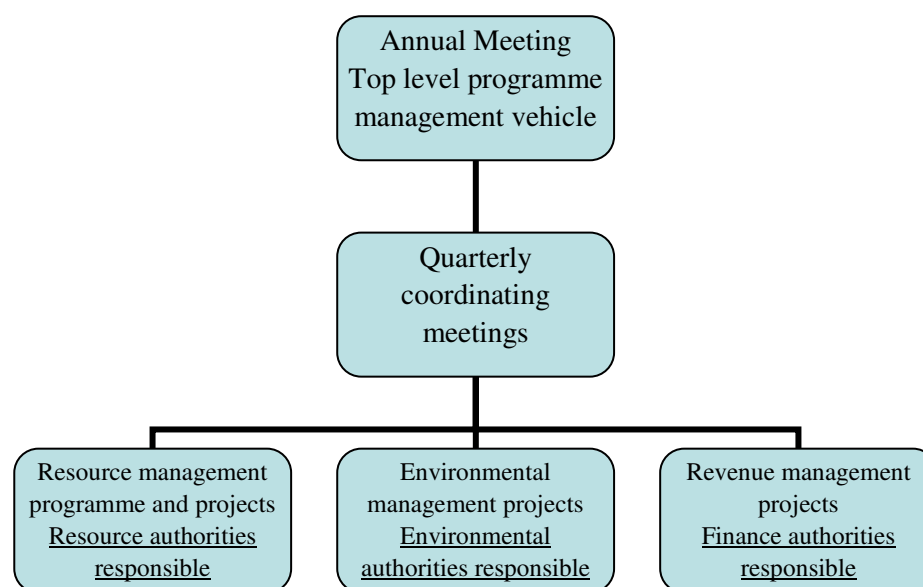 Annual Meeting
Top level programme
management vehicle
Quarterly
coordinating
meetings
Resource management
programme and projects
Resource authorities
responsible
Environmental
management projects
Environmental
authorities responsible
Revenue management
projects
Finance authorities
responsible